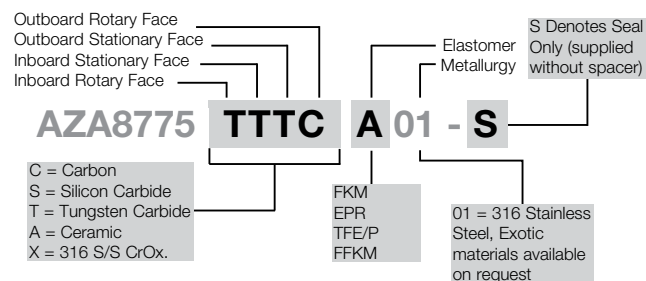 Outboard Rotary Face
Outboard Stationary Face
Inboard Stationary Face
Inboard Rotary Face
Elastomer
Metallurgy
S Denotes Seal
Only (supplied
without spacer)
AZA8775 TTTC A 01 - S
C = Carbon
S = Silicon Carbide
T = Tungsten Carbide
A = Ceramic
X = 316 S/S CrOx.
FKM
EPR
TFE/P
FFKM
01 = 316 Stainless
Steel, Exotic
materials available
on request